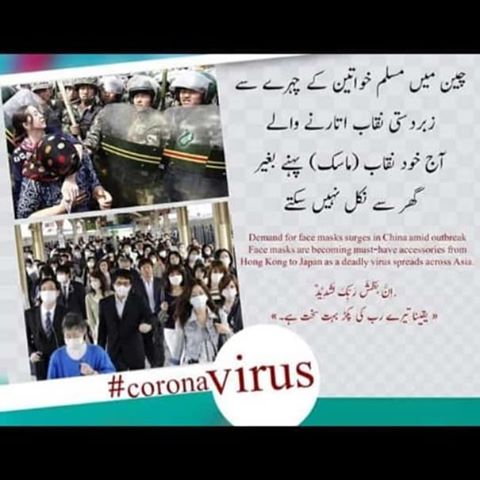 چین میں مسلم خواتین کے چہرے سے
زبردستی نقاب اتارنے والے
آج خود نقاب (ماسک) پہنے بغیر
گھر سے نکل نہیں سکتے
Demand for face masks surges in China amid outbreak
Face masks are becoming must-have accessories from
Hong Kong to Japan as a deadly virus spreads across Asia.
.اِنَّ بَطْشَ رَبِّكَ لَشَدِيْدٌ
« یقینا تیرے رب کی پکڑ بہت سخت ہے۔ »
#coronavirus